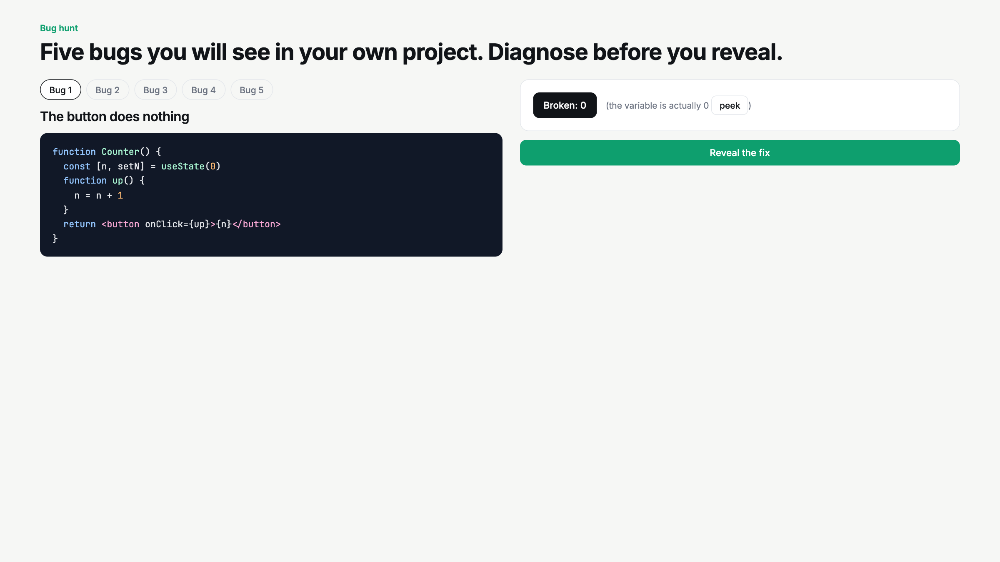 Bug hunt
Five bugs you will see in your own project. Diagnose before you reveal.
Bug 1 Bug 2 Bug 3 Bug 4 Bug 5
The button does nothing
function Counter() {
  const [n, setN] = useState(0)
  function up() {
    n = n + 1
  }
  return <button onClick={up}>{n}</button>
}
Broken: 0 (the variable is actually 0 peek )
Reveal the fix